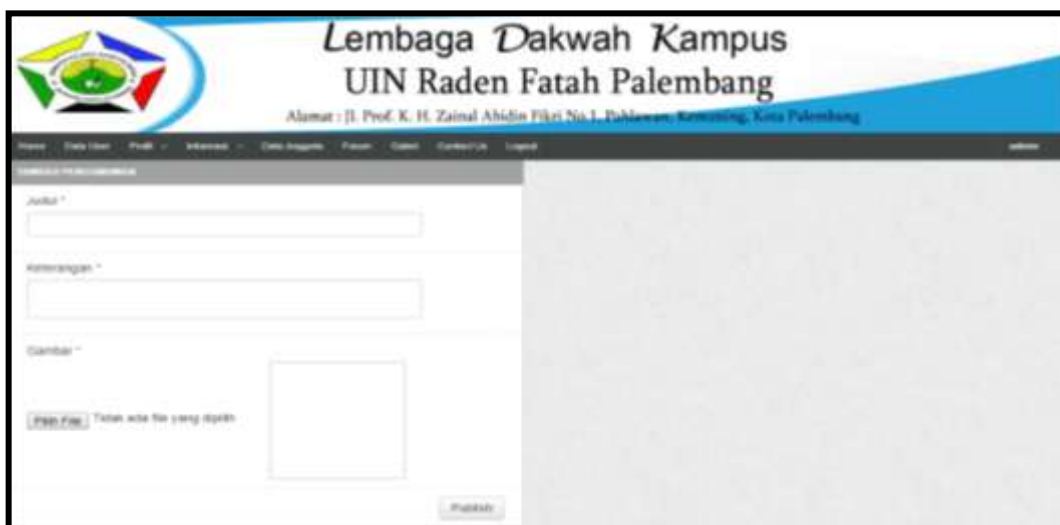 Lembaga Dakwah Kampus
UIN Raden Fatah Palembang
Alamat : Jl. Prof. K. H. Zainal Abidin Fikri No.1, Pahlawan, Kemuning, Kota Palembang
Home Data User Profil Informasi Data Anggota Forum Galeri Contact Us Logout admin
TAMBAH PENGUMUMAN
Judul *
Keterangan *
Gambar *
Pilih File Tidak ada file yang dipilih
Publish